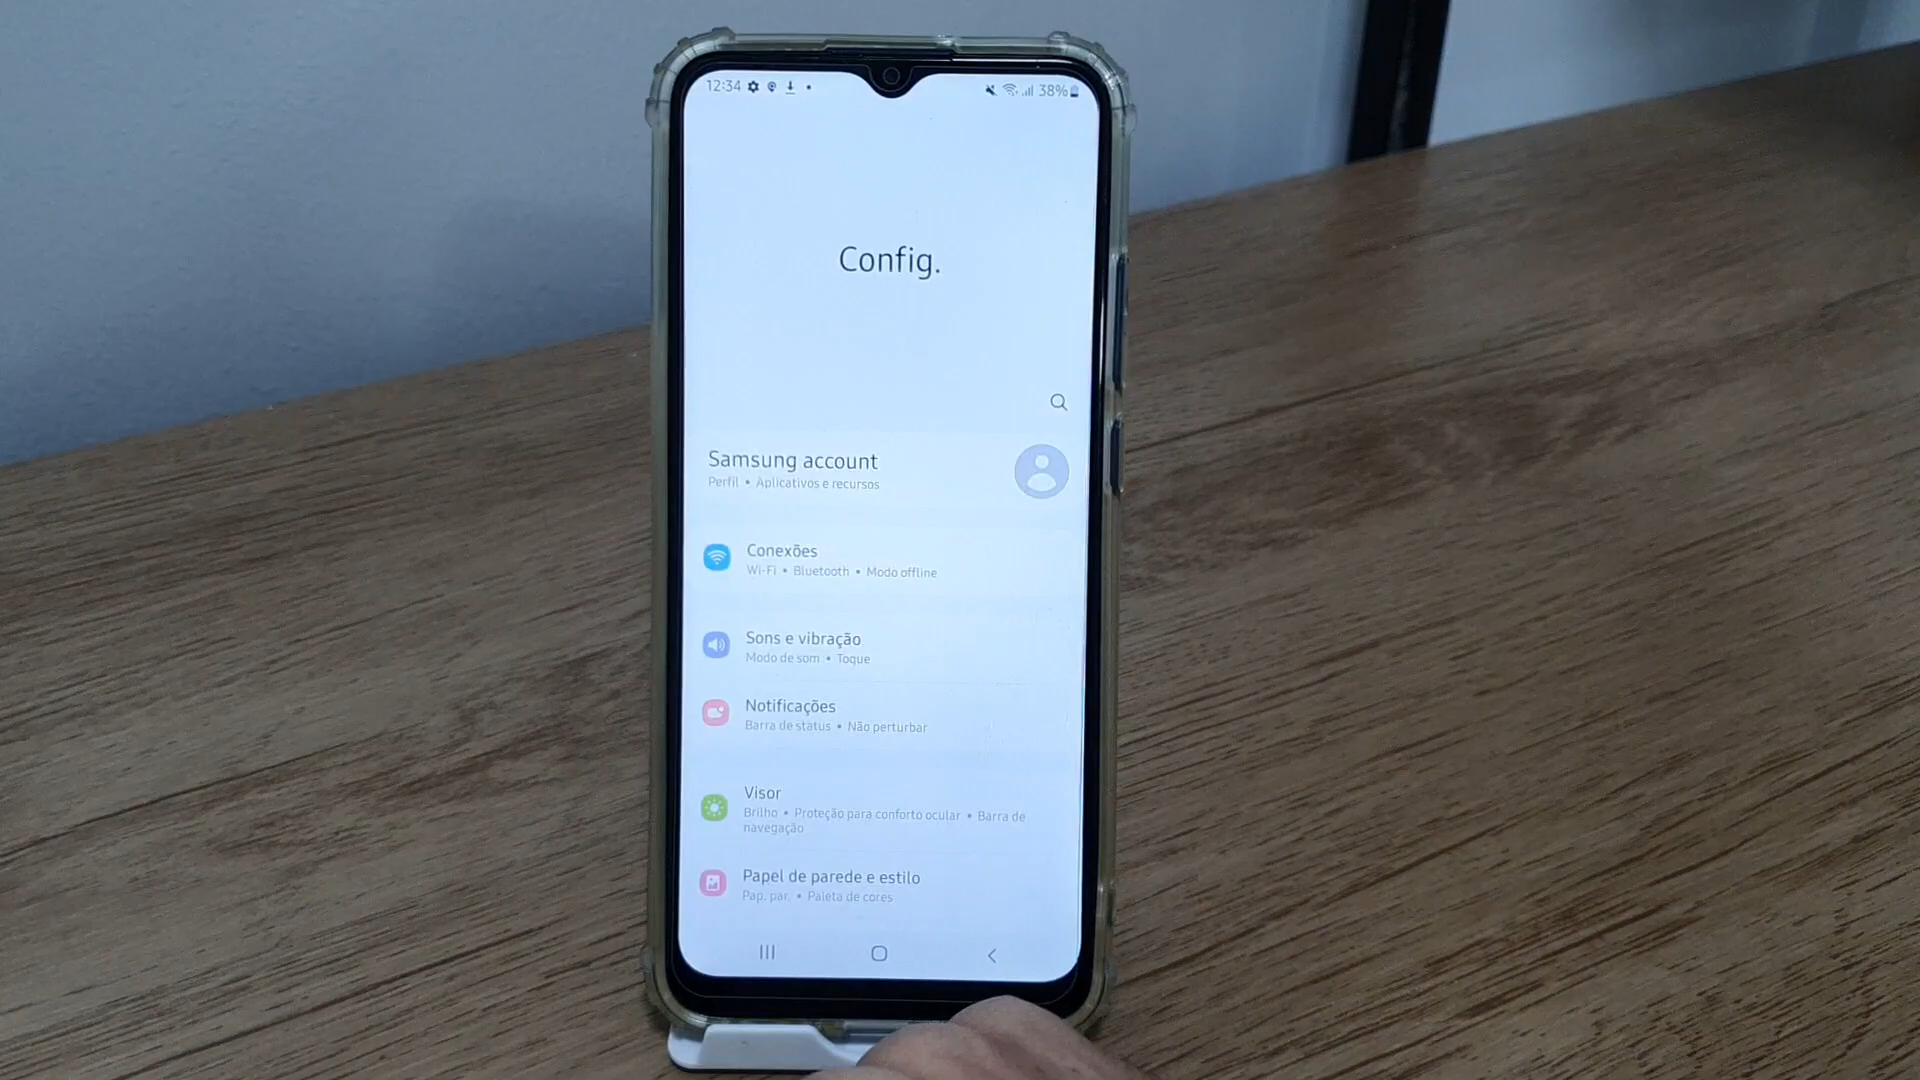 12:34 38%
Config.
Samsung account
Perfil • Aplicativos e recursos
Conexões
Wi-Fi • Bluetooth • Modo offline
Sons e vibração
Modo de som • Toque
Notificações
Barra de status • Não perturbar
Visor
Brilho • Proteção para conforto ocular • Barra de
navegação
Papel de parede e estilo
Pap. par. • Paleta de cores